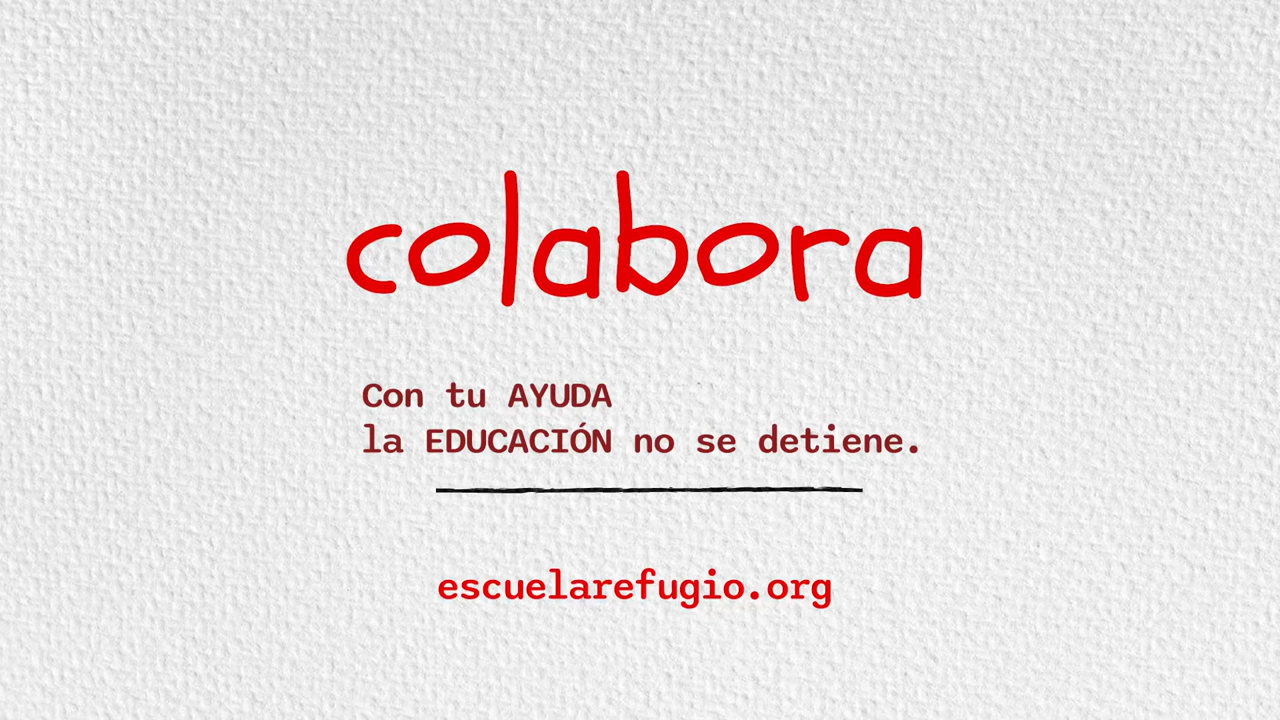 colabora
Con tu AYUDA
la EDUCACIÓN no se detiene.
escuelarefugio.org